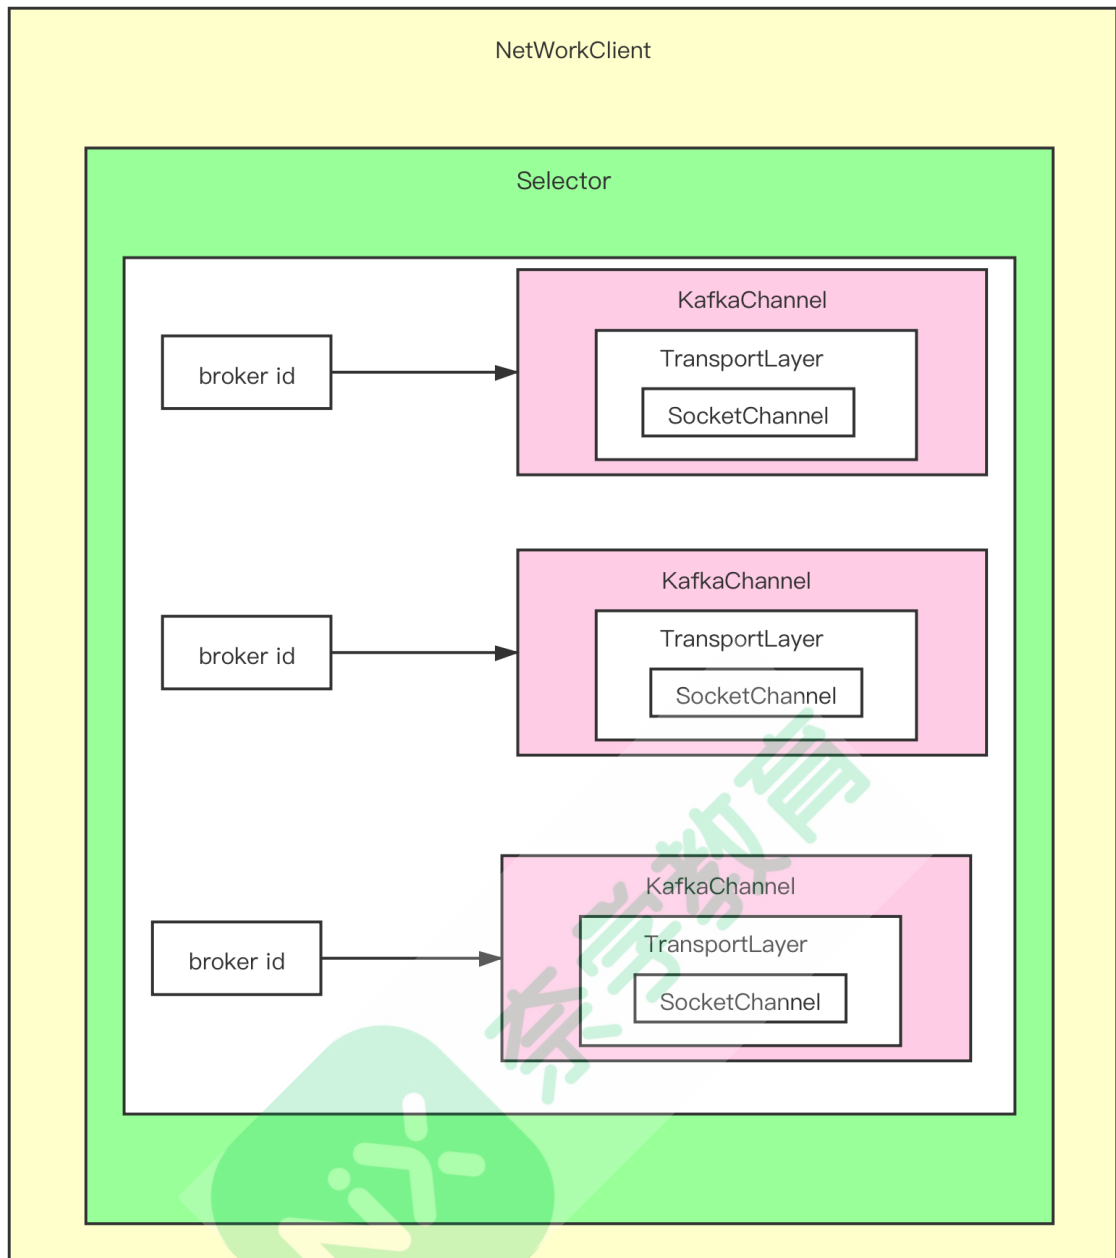 NetWorkClient
Selector
KafkaChannel
TransportLayer
broker id
SocketChannel
KafkaChannel
TransportLayer
broker id
SocketChannel
KafkaChannel
TransportLayer
broker id
SocketChannel
奈学教育
NiX